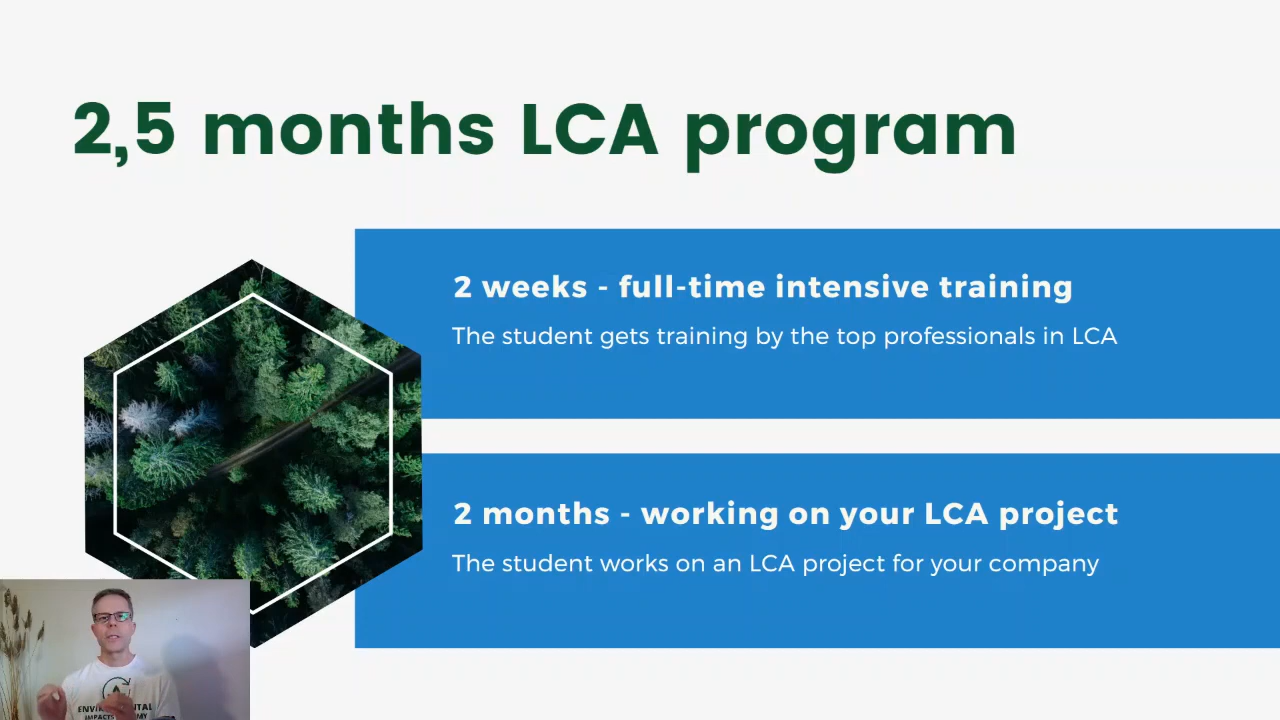 2,5 months LCA program
2 weeks - full-time intensive training
The student gets training by the top professionals in LCA
2 months - working on your LCA project
The student works on an LCA project for your company
IMPACTS